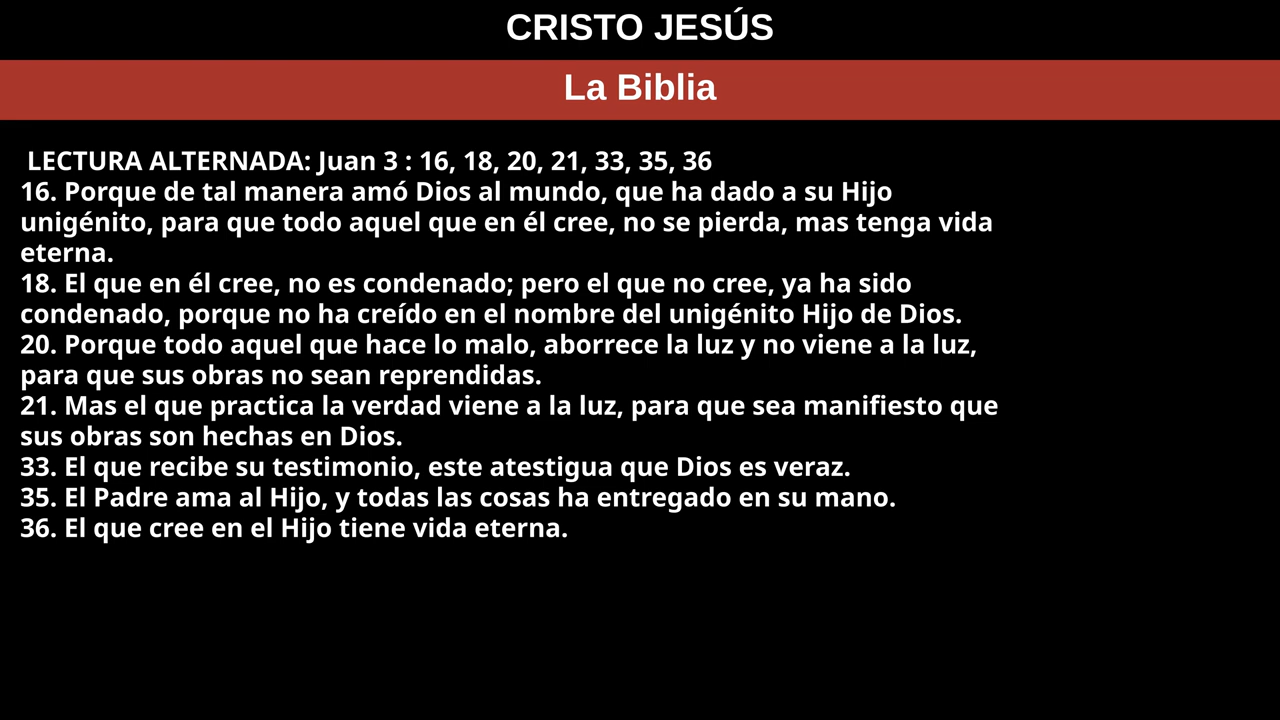 CRISTO JESÚS
La Biblia
LECTURA ALTERNADA: Juan 3 : 16, 18, 20, 21, 33, 35, 36
16. Porque de tal manera amó Dios al mundo, que ha dado a su Hijo
unigénito, para que todo aquel que en él cree, no se pierda, mas tenga vida
eterna.
18. El que en él cree, no es condenado; pero el que no cree, ya ha sido
condenado, porque no ha creído en el nombre del unigénito Hijo de Dios.
20. Porque todo aquel que hace lo malo, aborrece la luz y no viene a la luz,
para que sus obras no sean reprendidas.
21. Mas el que practica la verdad viene a la luz, para que sea manifiesto que
sus obras son hechas en Dios.
33. El que recibe su testimonio, este atestigua que Dios es veraz.
35. El Padre ama al Hijo, y todas las cosas ha entregado en su mano.
36. El que cree en el Hijo tiene vida eterna.